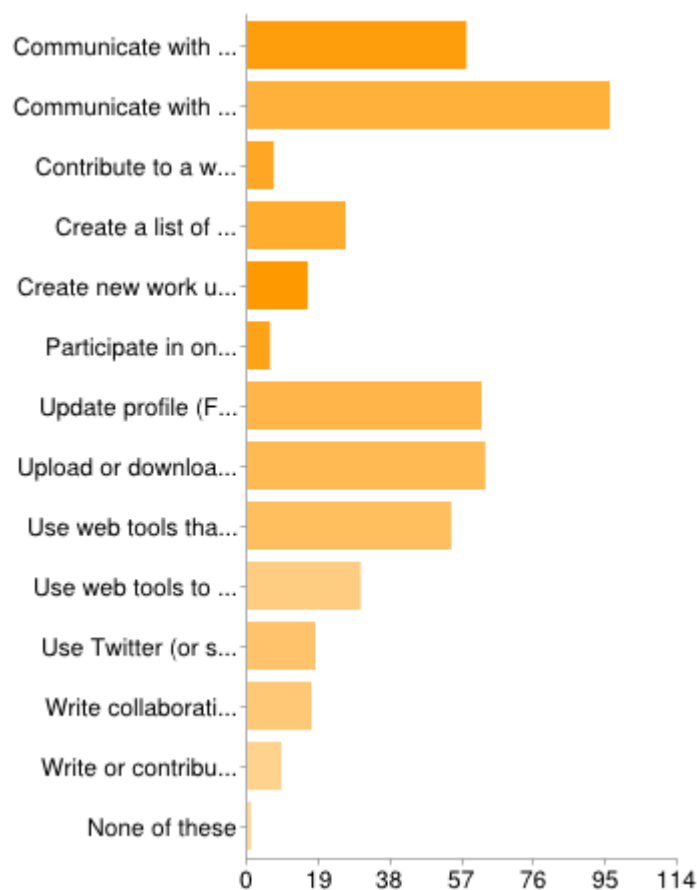 Communicate with ...
Communicate with ...
Contribute to a w...
Create a list of ...
Create new work u...
Participate in on...
Update profile (F...
Upload or downloa...
Use web tools tha...
Use web tools to ...
Use Twitter (or s...
Write collaborati...
Write or contribu...
None of these
0 19 38 57 76 95 114